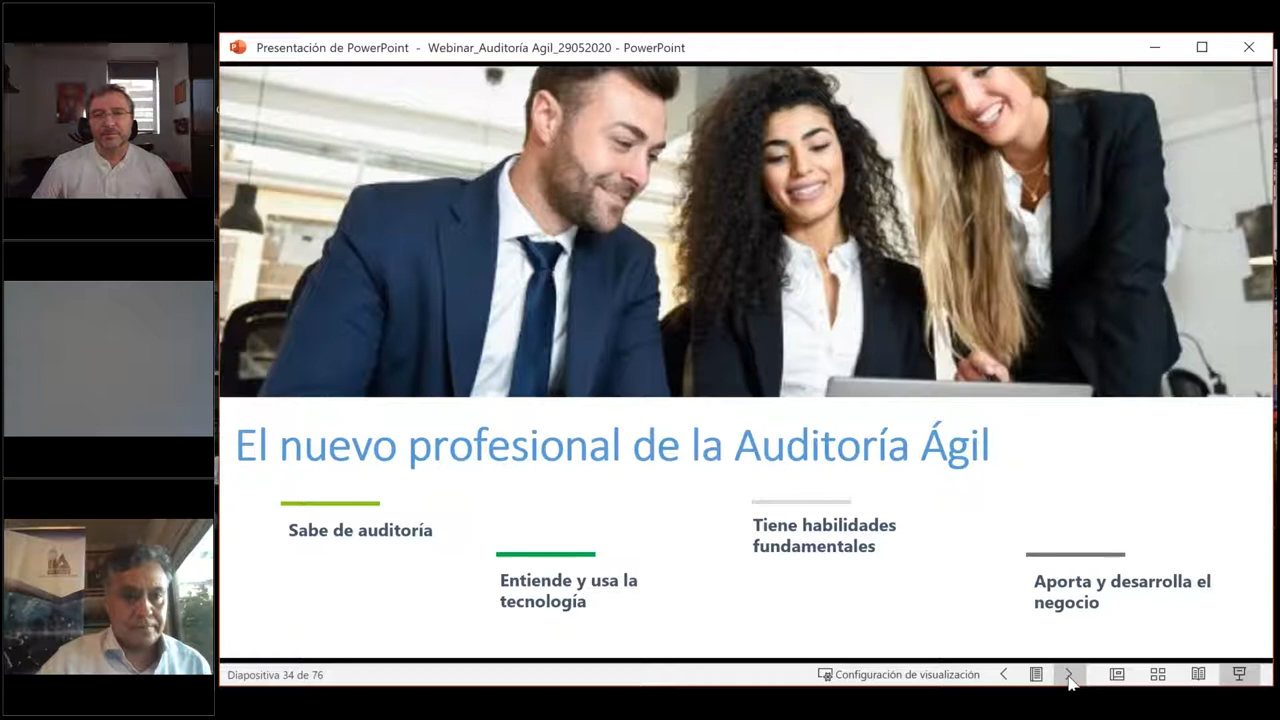 Presentación de PowerPoint - Webinar_Auditoría Agil_29052020 - PowerPoint
El nuevo profesional de la Auditoría Ágil
Sabe de auditoría
Entiende y usa la
tecnología
Tiene habilidades
fundamentales
Aporta y desarrolla el
negocio
Diapositiva 34 de 76
Configuración de visualización